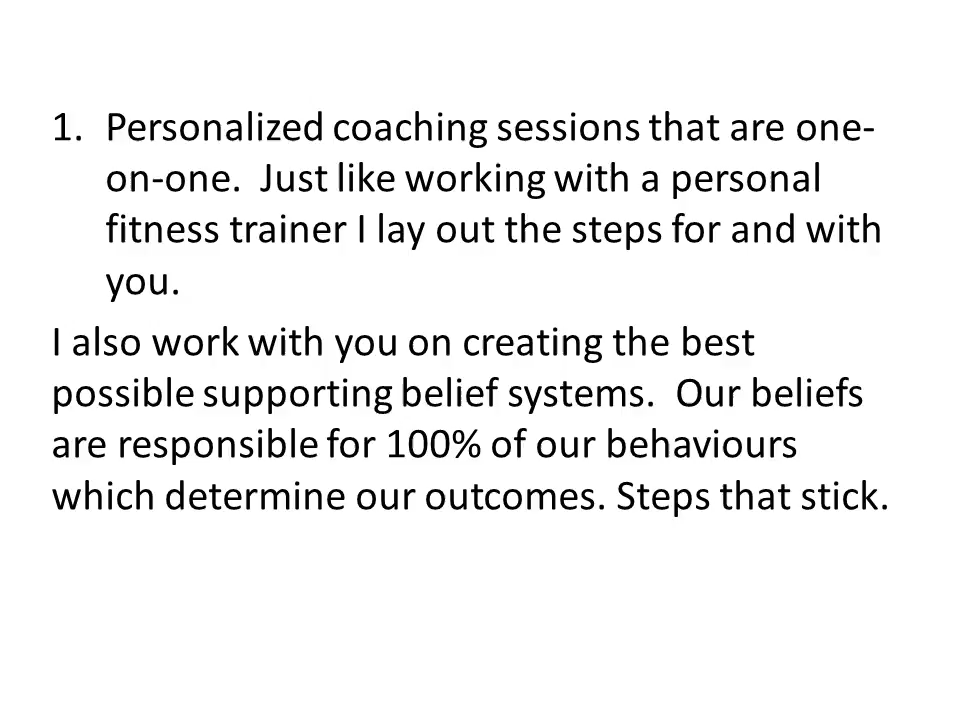 1. Personalized coaching sessions that are one-
on-one.  Just like working with a personal
fitness trainer I lay out the steps for and with
you.
I also work with you on creating the best
possible supporting belief systems.  Our beliefs
are responsible for 100% of our behaviours
which determine our outcomes. Steps that stick.